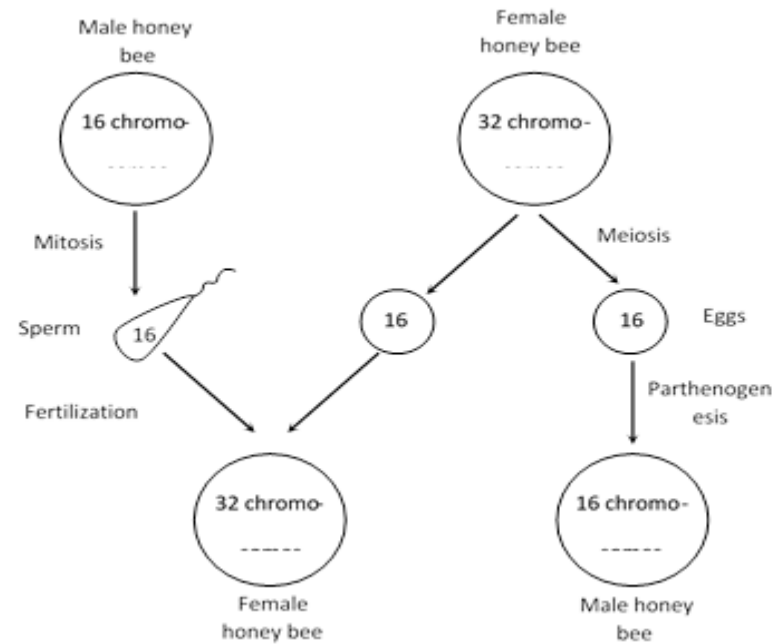 Male honey
bee
Female
honey bee
16 chromo-
32 chromo-
Mitosis
Meiosis
Sperm
16
16
16
Eggs
Fertilization
Parthenogen
esis
32 chromo-
16 chromo-
Female
honey bee
Male honey
bee